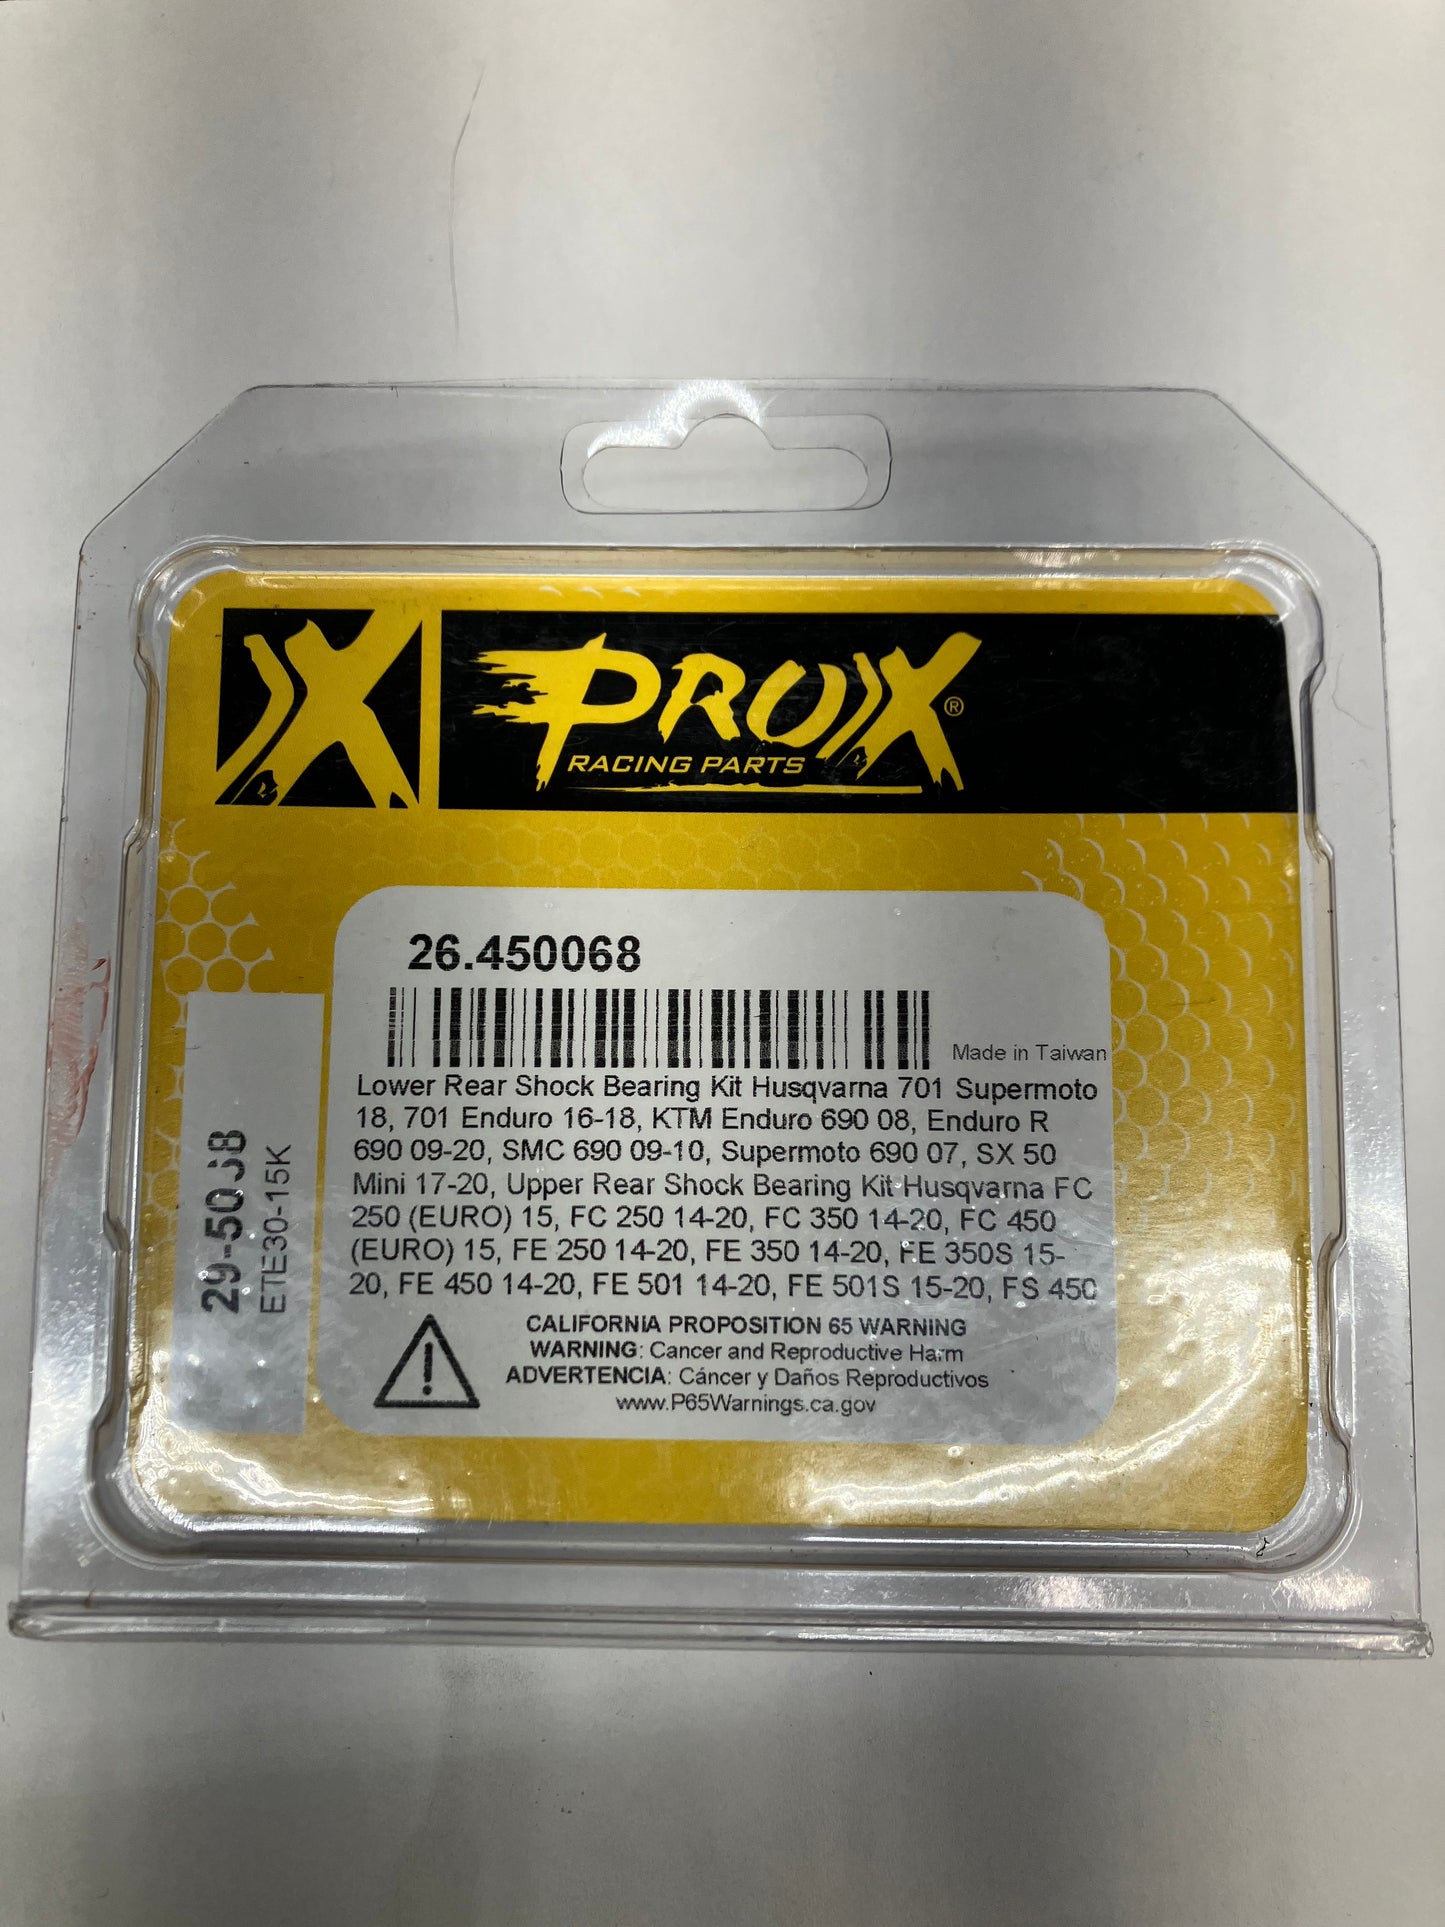 PROX®
RACING PARTS
26.450068
Made in Taiwan
Lower Rear Shock Bearing Kit Husqvarna 701 Supermoto
18, 701 Enduro 16-18, KTM Enduro 690 08, Enduro R
690 09-20, SMC 690 09-10, Supermoto 690 07, SX 50
Mini 17-20, Upper Rear Shock Bearing Kit Husqvarna FC
250 (EURO) 15, FC 250 14-20, FC 350 14-20, FC 450
(EURO) 15, FE 250 14-20, FE 350 14-20, FE 350S 15-
20, FE 450 14-20, FE 501 14-20, FE 501S 15-20, FS 450
CALIFORNIA PROPOSITION 65 WARNING
WARNING: Cancer and Reproductive Harm
ADVERTENCIA: Cáncer y Daños Reproductivos
www.P65Warnings.ca.gov
29-5068
ETE30-15K